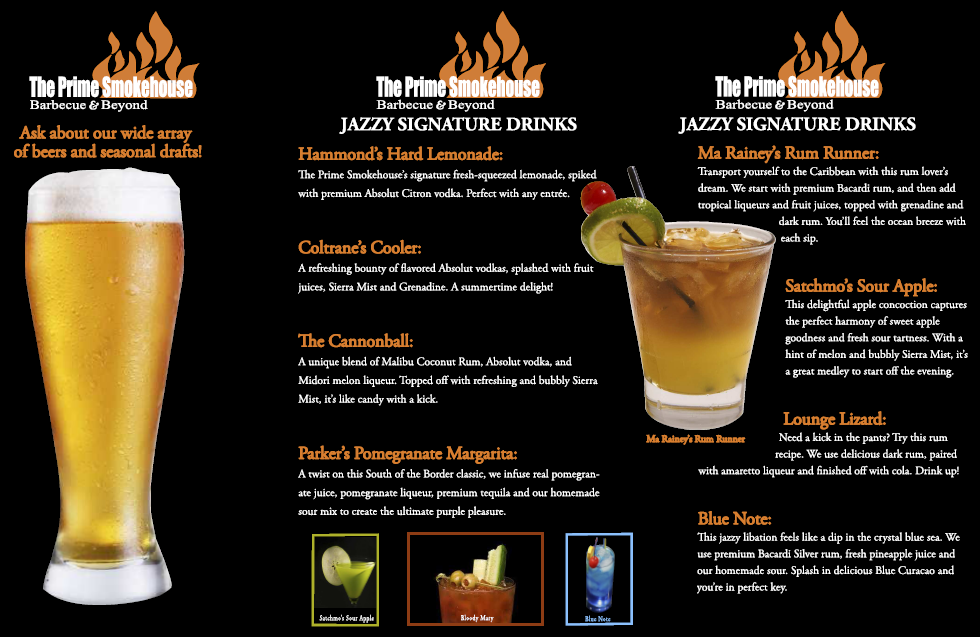 The Prime Smokehouse
Barbecue & Beyond
Ask about our wide array
of beers and seasonal drafts!
The Prime Smokehouse
Barbecue & Beyond
JAZZY SIGNATURE DRINKS
Hammond's Hard Lemonade:
The Prime Smokehouse's signature fresh-squeezed lemonade, spiked
with premium Absolut Citron vodka. Perfect with any entrée.
Coltrane's Cooler:
A refreshing bounty of flavored Absolut vodkas, splashed with fruit
juices, Sierra Mist and Grenadine. A summertime delight!
The Cannonball:
A unique blend of Malibu Coconut Rum, Absolut vodka, and
Midori melon liqueur. Topped off with refreshing and bubbly Sierra
Mist, it's like candy with a kick.
Parker's Pomegranate Margarita:
A twist on this South of the Border classic, we infuse real pomegran-
ate juice, pomegranate liqueur, premium tequila and our homemade
sour mix to create the ultimate purple pleasure.
Satchmo's Sour Apple
Bloody Mary
Blue Note
The Prime Smokehouse
Barbecue & Beyond
JAZZY SIGNATURE DRINKS
Ma Rainey's Rum Runner:
Transport yourself to the Caribbean with this rum lover's
dream. We start with premium Bacardi rum, and then add
tropical liqueurs and fruit juices, topped with grenadine and
dark rum. You'll feel the ocean breeze with
each sip.
Satchmo's Sour Apple:
This delightful apple concoction captures
the perfect harmony of sweet apple
goodness and fresh sour tartness. With a
hint of melon and bubbly Sierra Mist, it's
a great medley to start off the evening.
Ma Rainey's Rum Runner
Lounge Lizard:
Need a kick in the pants? Try this rum
recipe. We use delicious dark rum, paired
with amaretto liqueur and finished off with cola. Drink up!
Blue Note:
This jazzy libation feels like a dip in the crystal blue sea. We
use premium Bacardi Silver rum, fresh pineapple juice and
our homemade sour. Splash in delicious Blue Curacao and
you're in perfect key.